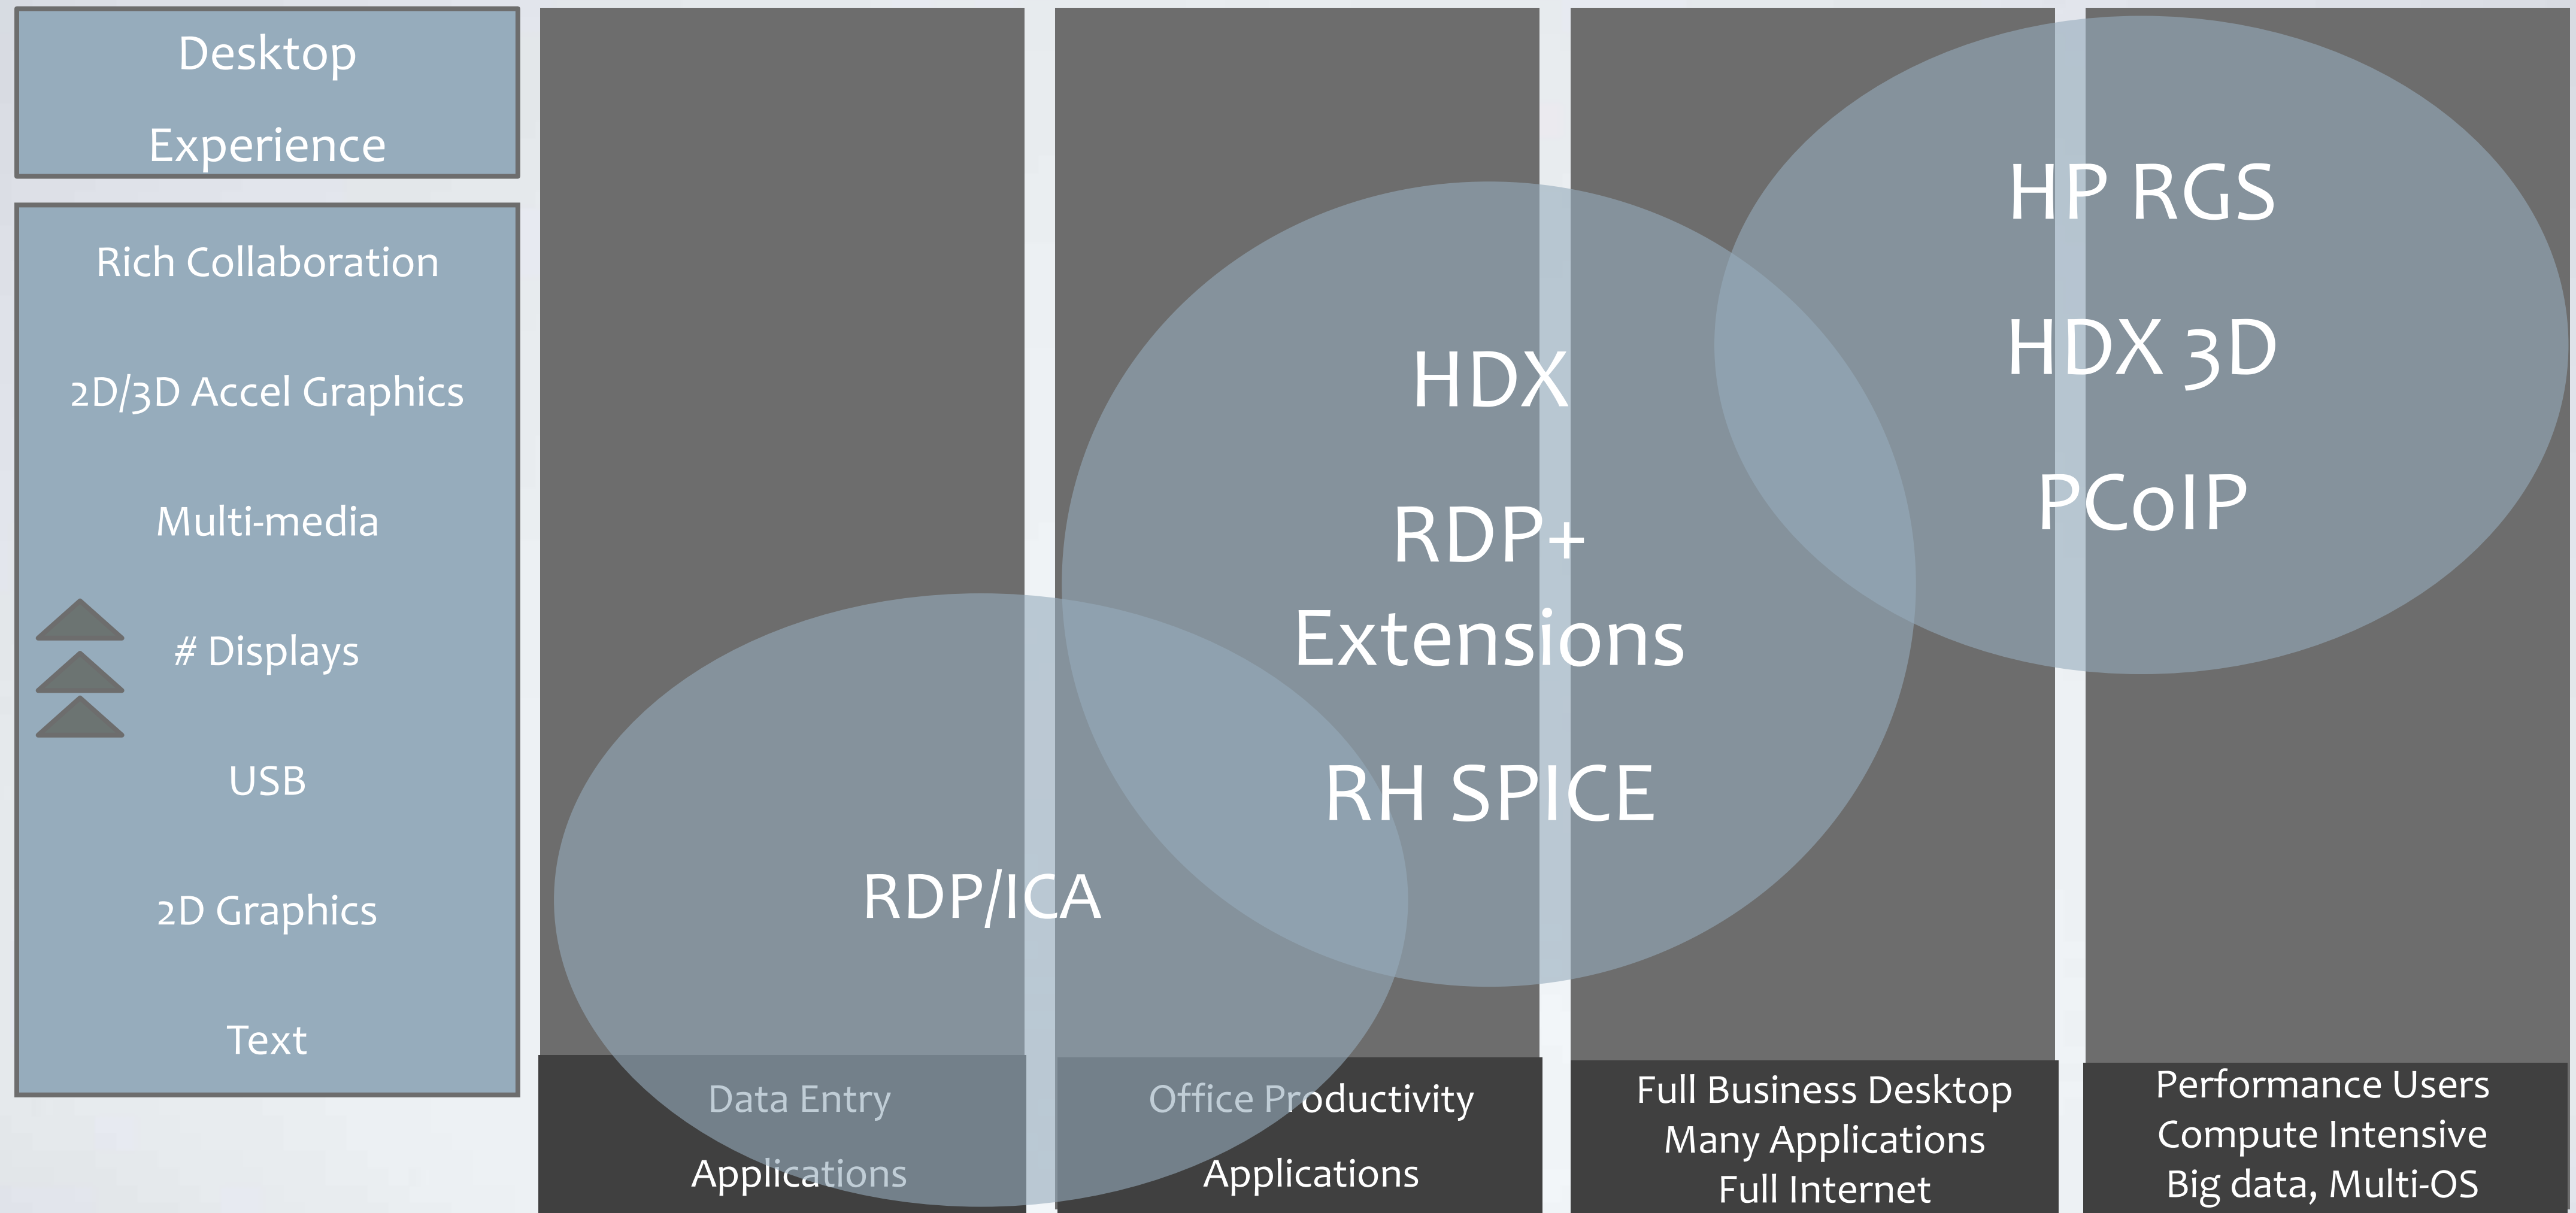 Desktop
Experience
Rich Collaboration
2D/3D Accel Graphics
Multi-media
# Displays
USB
2D Graphics
Text
RDP/ICA
HDX
RDP+
Extensions
RH SPICE
HP RGS
HDX 3D
PCoIP
Data Entry
Applications
Office Productivity
Applications
Full Business Desktop
Many Applications
Full Internet
Performance Users
Compute Intensive
Big data, Multi-OS